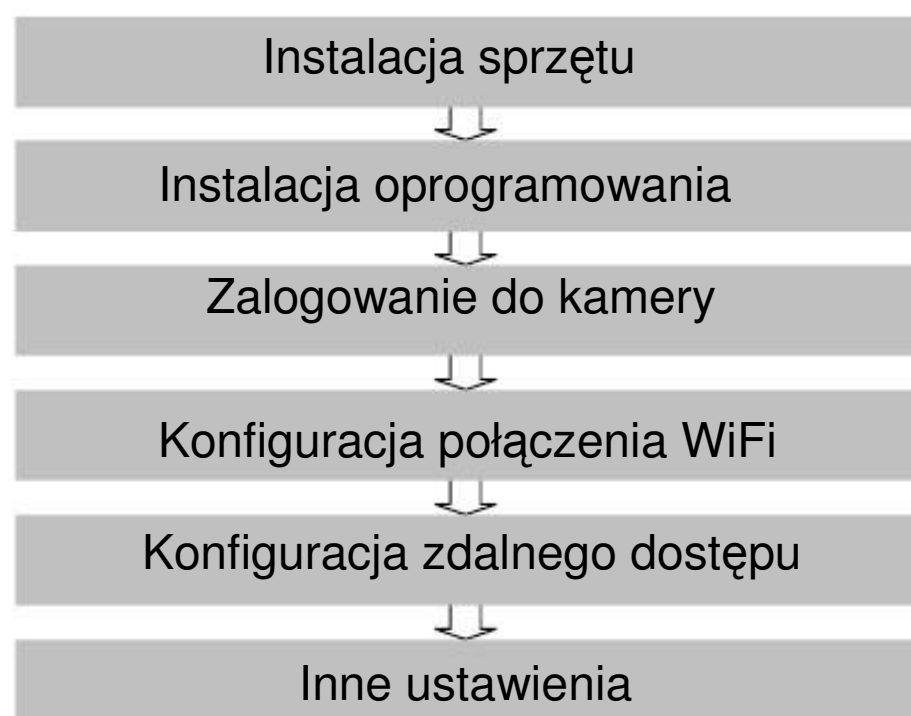 Instalacja sprzętu
Instalacja oprogramowania
Zalogowanie do kamery
Konfiguracja połączenia WiFi
Konfiguracja zdalnego dostępu
Inne ustawienia